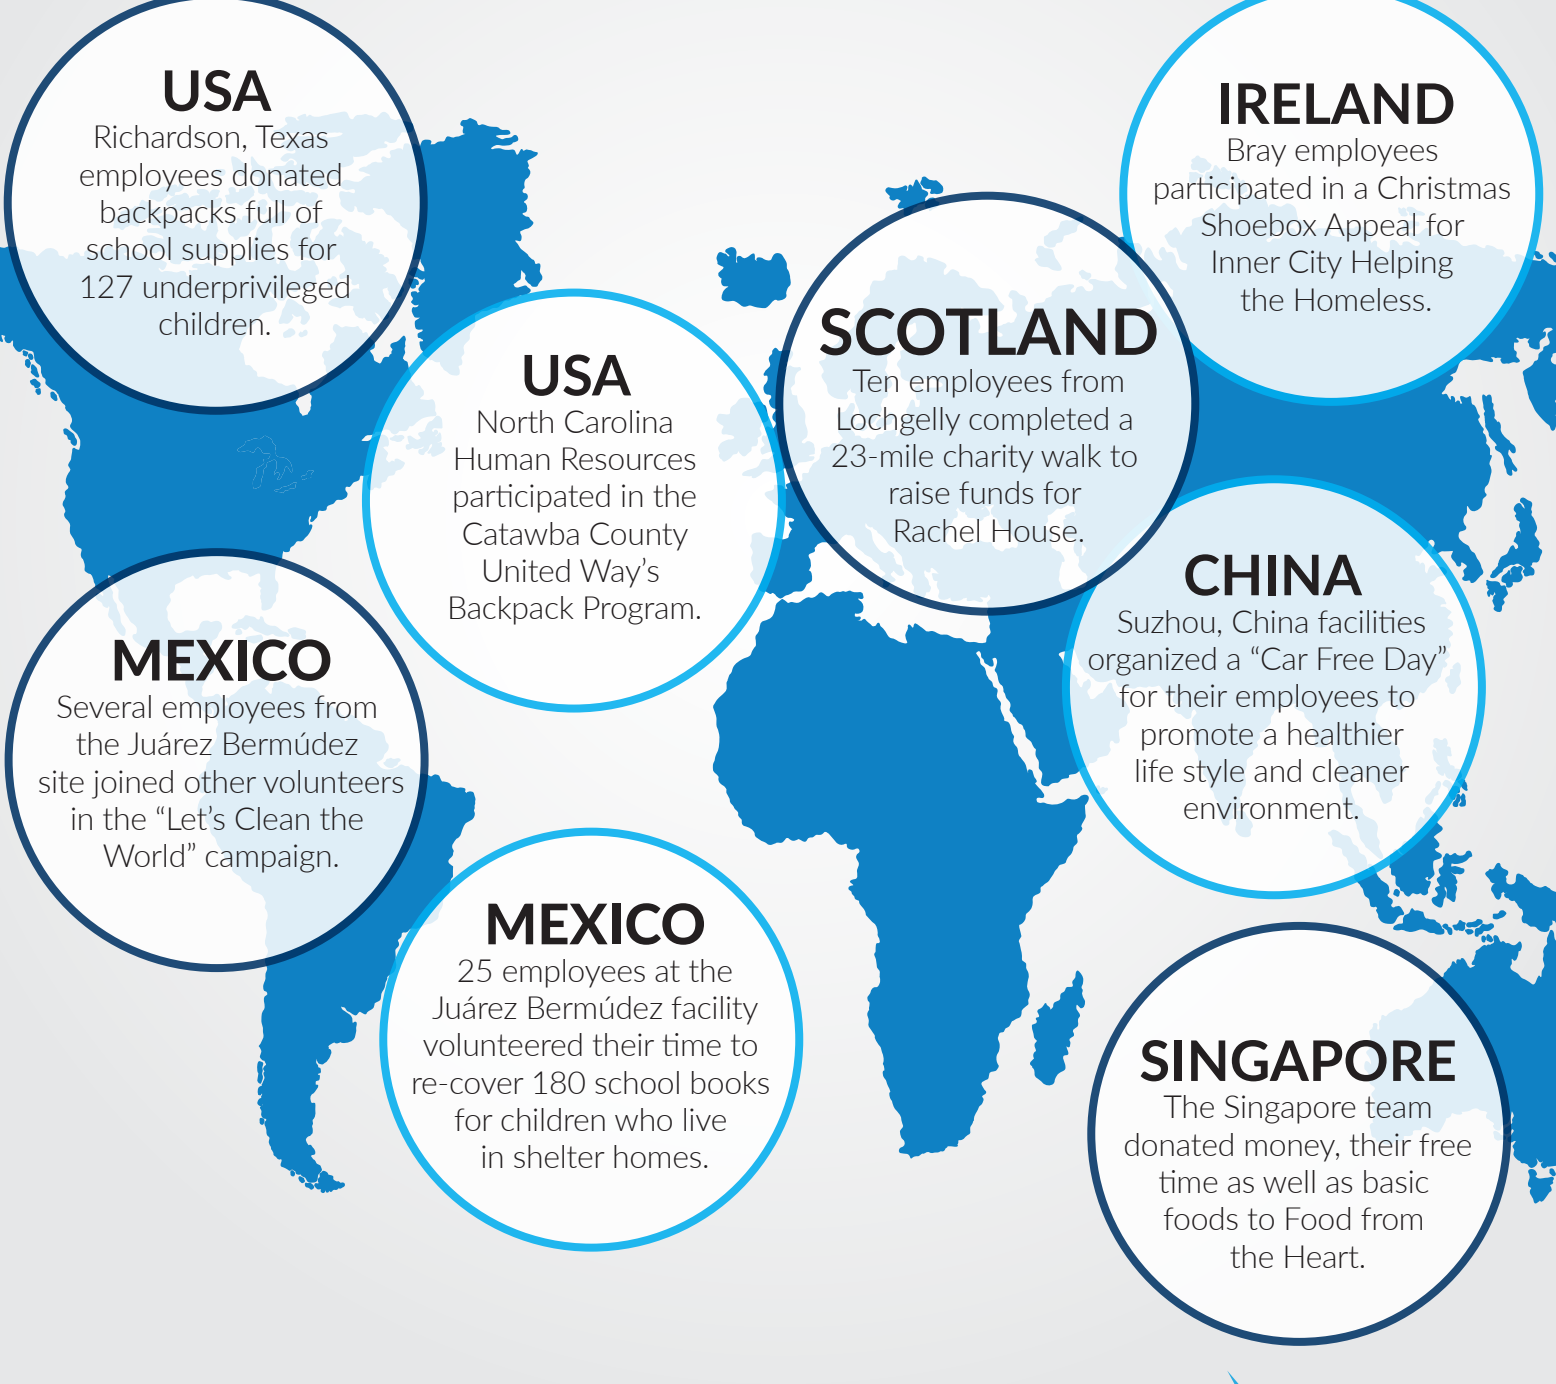 USA
Richardson, Texas
employees donated
backpacks full of
school supplies for
127 underprivileged
children.
IRELAND
Bray employees
participated in a Christmas
Shoebox Appeal for
Inner City Helping
the Homeless.
USA
North Carolina
Human Resources
participated in the
Catawba County
United Way’s
Backpack Program.
SCOTLAND
Ten employees from
Lochgelly completed a
23-mile charity walk to
raise funds for
Rachel House.
CHINA
Suzhou, China facilities
organized a “Car Free Day”
for their employees to
promote a healthier
life style and cleaner
environment.
MEXICO
Several employees from
the Juárez Bermúdez
site joined other volunteers
in the “Let’s Clean the
World” campaign.
MEXICO
25 employees at the
Juárez Bermúdez facility
volunteered their time to
re-cover 180 school books
for children who live
in shelter homes.
SINGAPORE
The Singapore team
donated money, their free
time as well as basic
foods to Food from
the Heart.